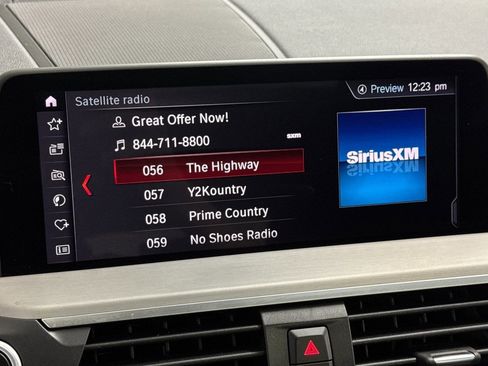 Preview 12:23 pm
Satellite radio
Great Offer Now!
844-711-8800
sxm
056 The Highway
057 Y2Kountry
058 Prime Country
059 No Shoes Radio
SiriusXM